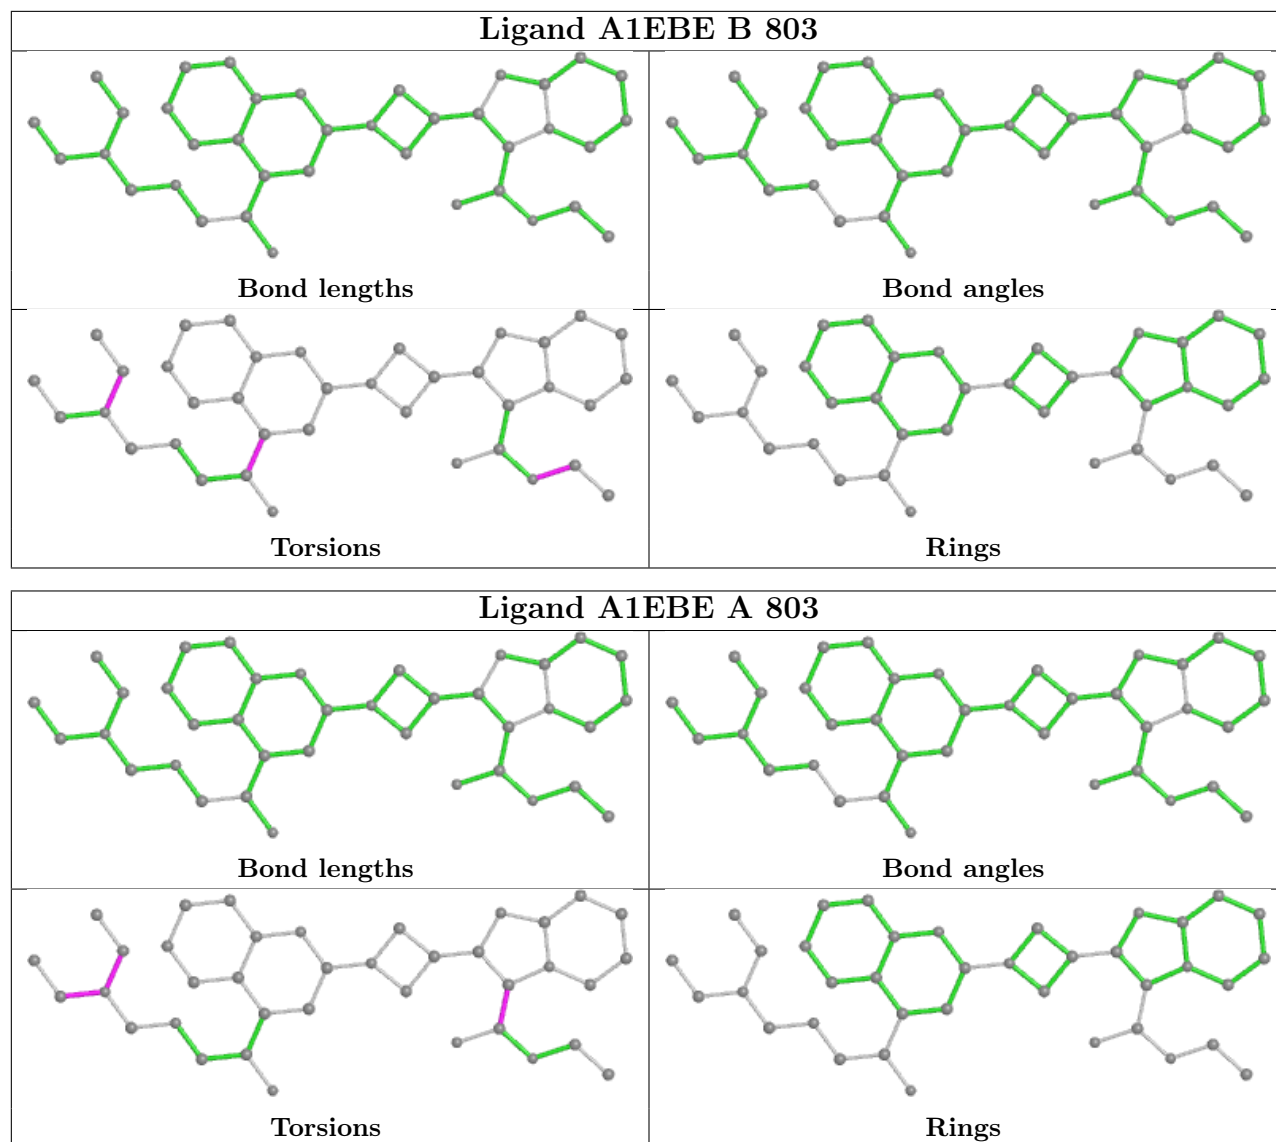 Ligand A1EBE B 803
Bond lengths
Bond angles
Torsions
Rings
Ligand A1EBE A 803
Bond lengths
Bond angles
Torsions
Rings